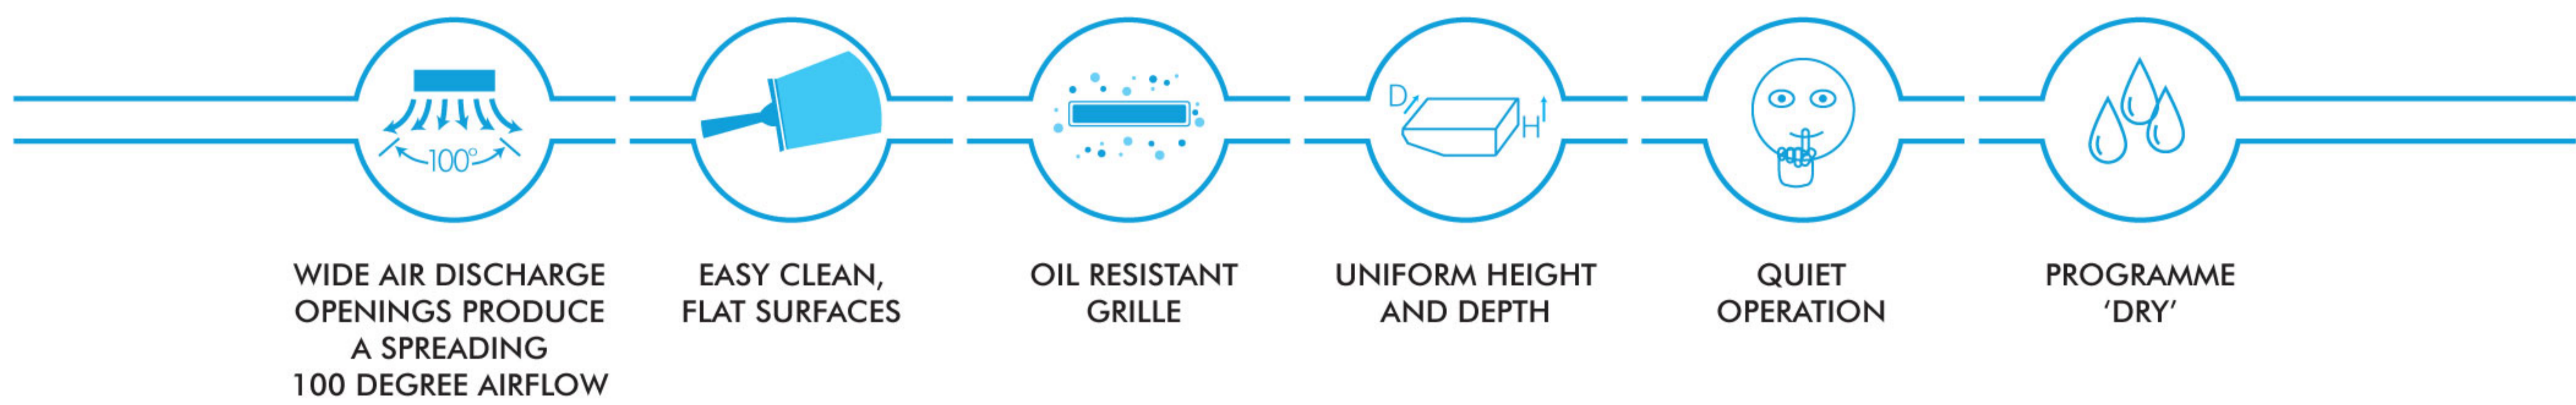 100°
D
H
WIDE AIR DISCHARGE
OPENINGS PRODUCE
A SPREADING
100 DEGREE AIRFLOW
EASY CLEAN,
FLAT SURFACES
OIL RESISTANT
GRILLE
UNIFORM HEIGHT
AND DEPTH
QUIET
OPERATION
PROGRAMME
‘DRY’